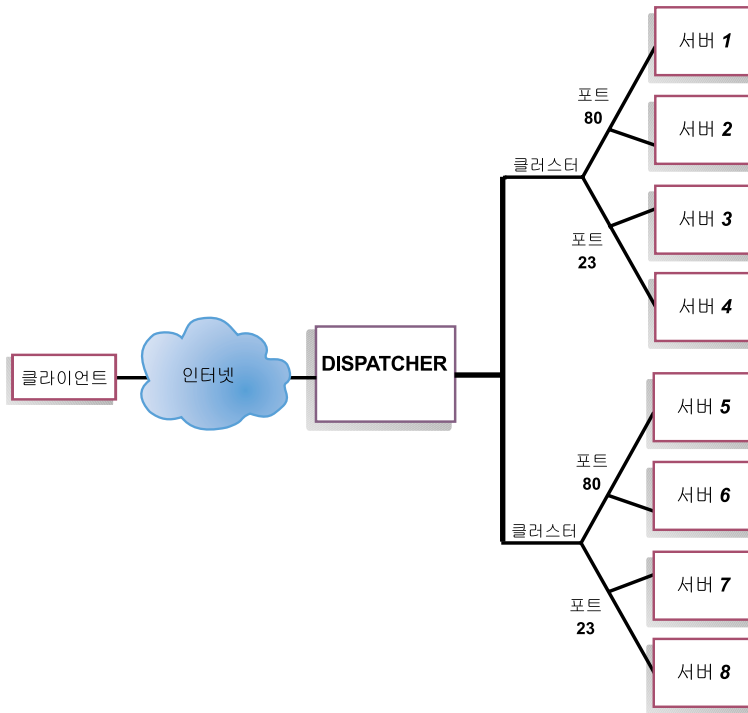 클라이언트
인터넷
DISPATCHER
클러스터
포트
80
서버 1
서버 2
포트
23
서버 3
서버 4
클러스터
포트
80
서버 5
서버 6
포트
23
서버 7
서버 8